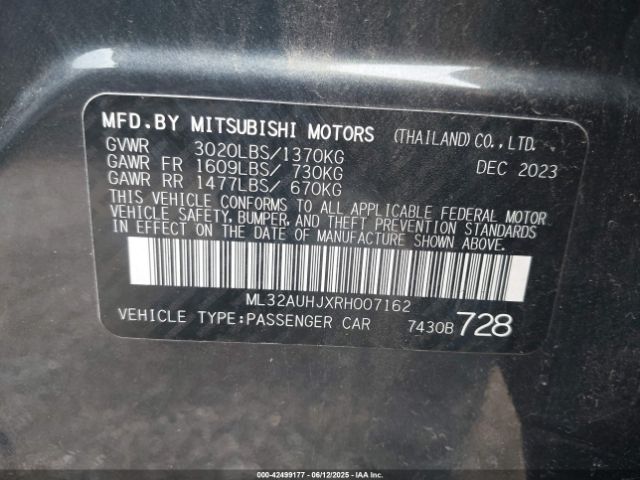 MFD.BY MITSUBISHI MOTORS (THAILAND)CO.,LTD.
GVWR 3020LBS/1370KG DEC 2023
GAWR FR 1609LBS/ 730KG
GAWR RR 1477LBS/ 670KG
THIS VEHICLE CONFORMS TO ALL APPLICABLE FEDERAL MOTOR
VEHICLE SAFETY, BUMPER, AND THEFT PREVENTION STANDARDS
IN EFFECT ON THE DATE OF MANUFACTURE SHOWN ABOVE.
ML32AUHJXRH007162
VEHICLE TYPE:PASSENGER CAR 7430B 728
000-42499177 - 06/12/2025 - IAA Inc.